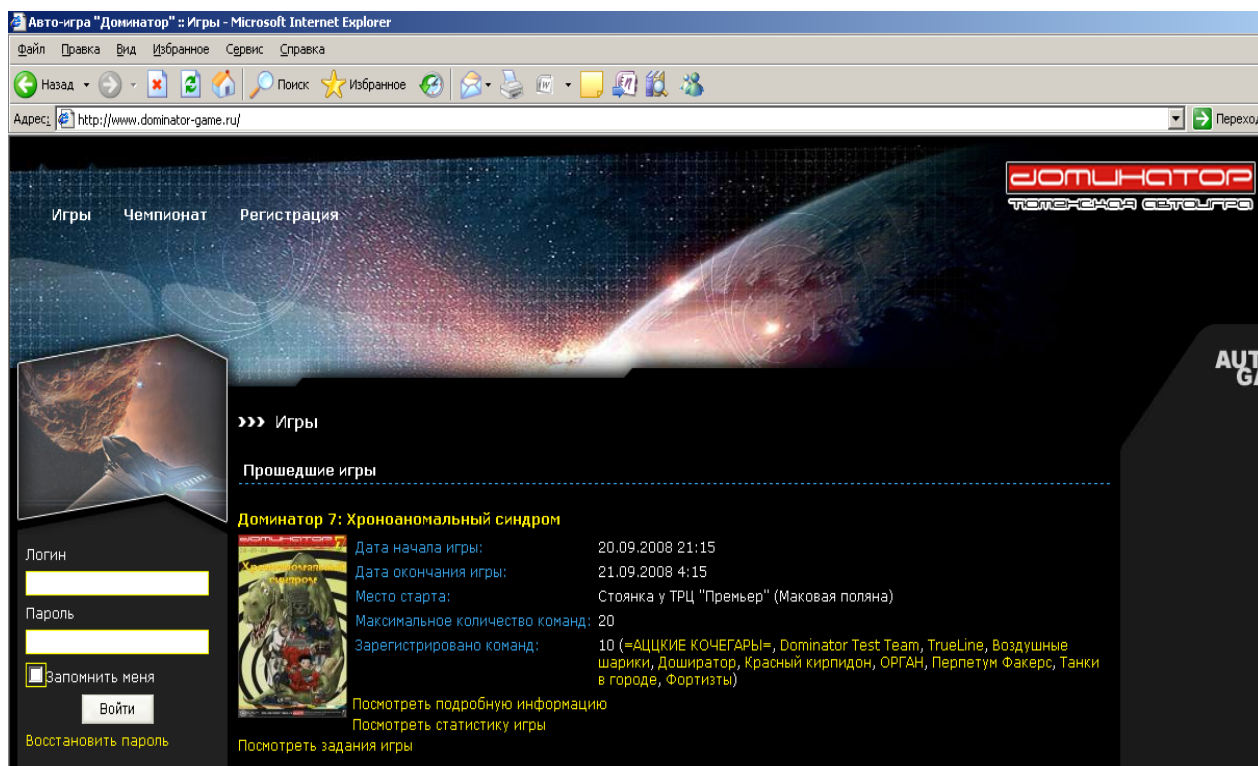 Авто-игра "Доминатор" :: Игры - Microsoft Internet Explorer
Файл Правка Вид Избранное Сервис Справка
Назад Поиск Избранное
Адрес: http://www.dominator-game.ru/ Переход
ДОМИНАТОР
ТЮМЕНСКАЯ АВТОИГРА
Игры Чемпионат Регистрация
AUT
GA
››› Игры
Прошедшие игры
Доминатор 7: Хроноаномальный синдром
Дата начала игры: 20.09.2008 21:15
Дата окончания игры: 21.09.2008 4:15
Место старта: Стоянка у ТРЦ "Премьер" (Маковая поляна)
Максимальное количество команд: 20
Зарегистрировано команд: 10 (=АЦЦКИЕ КОЧЕГАРЫ=, Dominator Test Team, TrueLine, Воздушные
шарики, Доширатор, Красный кирпидон, ОРГАН, Перпетум Факерс, Танки
в городе, Фортизты)
Посмотреть подробную информацию
Посмотреть статистику игры
Посмотреть задания игры
Логин
Пароль
Запомнить меня
Войти
Восстановить пароль